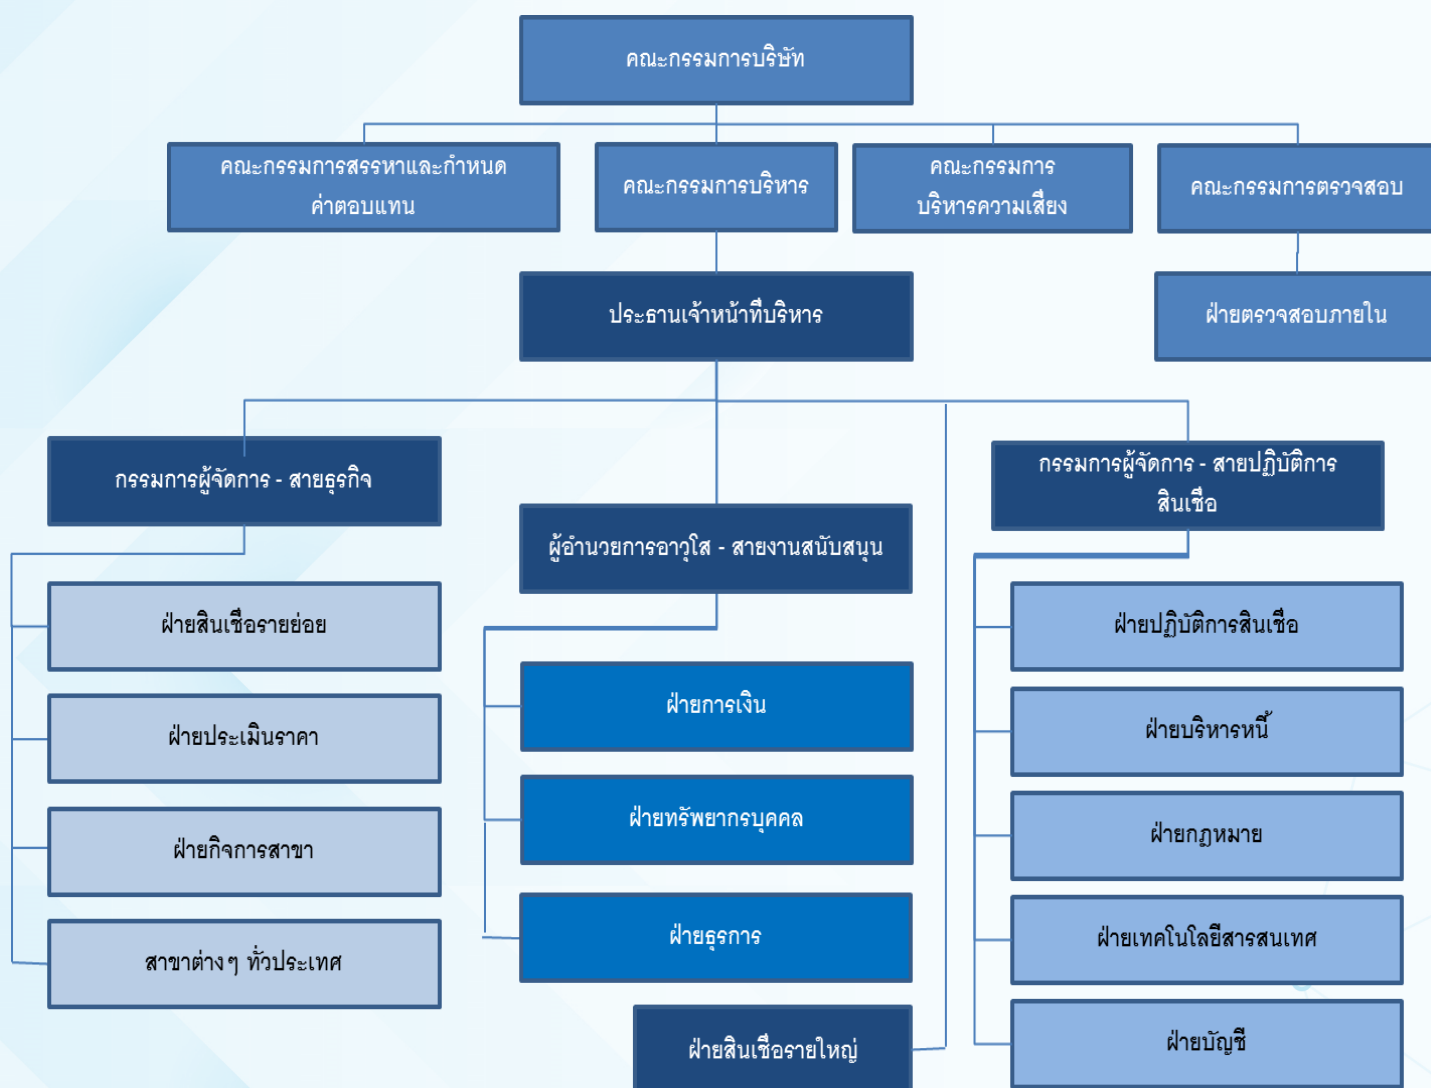 คณะกรรมการบริษัท
คณะกรรมการสรรหาและกำหนด
ค่าตอบแทน
คณะกรรมการบริหาร
คณะกรรมการ
บริหารความเสี่ยง
คณะกรรมการตรวจสอบ
ประธานเจ้าหน้าที่บริหาร
ฝ่ายตรวจสอบภายใน
กรรมการผู้จัดการ - สายธุรกิจ
ผู้อำนวยการอาวุโส - สายงานสนับสนุน
กรรมการผู้จัดการ - สายปฏิบัติการ
สินเชื่อ
ฝ่ายสินเชื่อรายย่อย
ฝ่ายประเมินราคา
ฝ่ายกิจการสาขา
สาขาต่างๆ ทั่วประเทศ
ฝ่ายการเงิน
ฝ่ายทรัพยากรบุคคล
ฝ่ายธุรการ
ฝ่ายสินเชื่อรายใหญ่
ฝ่ายปฏิบัติการสินเชื่อ
ฝ่ายบริหารหนี้
ฝ่ายกฎหมาย
ฝ่ายเทคโนโลยีสารสนเทศ
ฝ่ายบัญชี